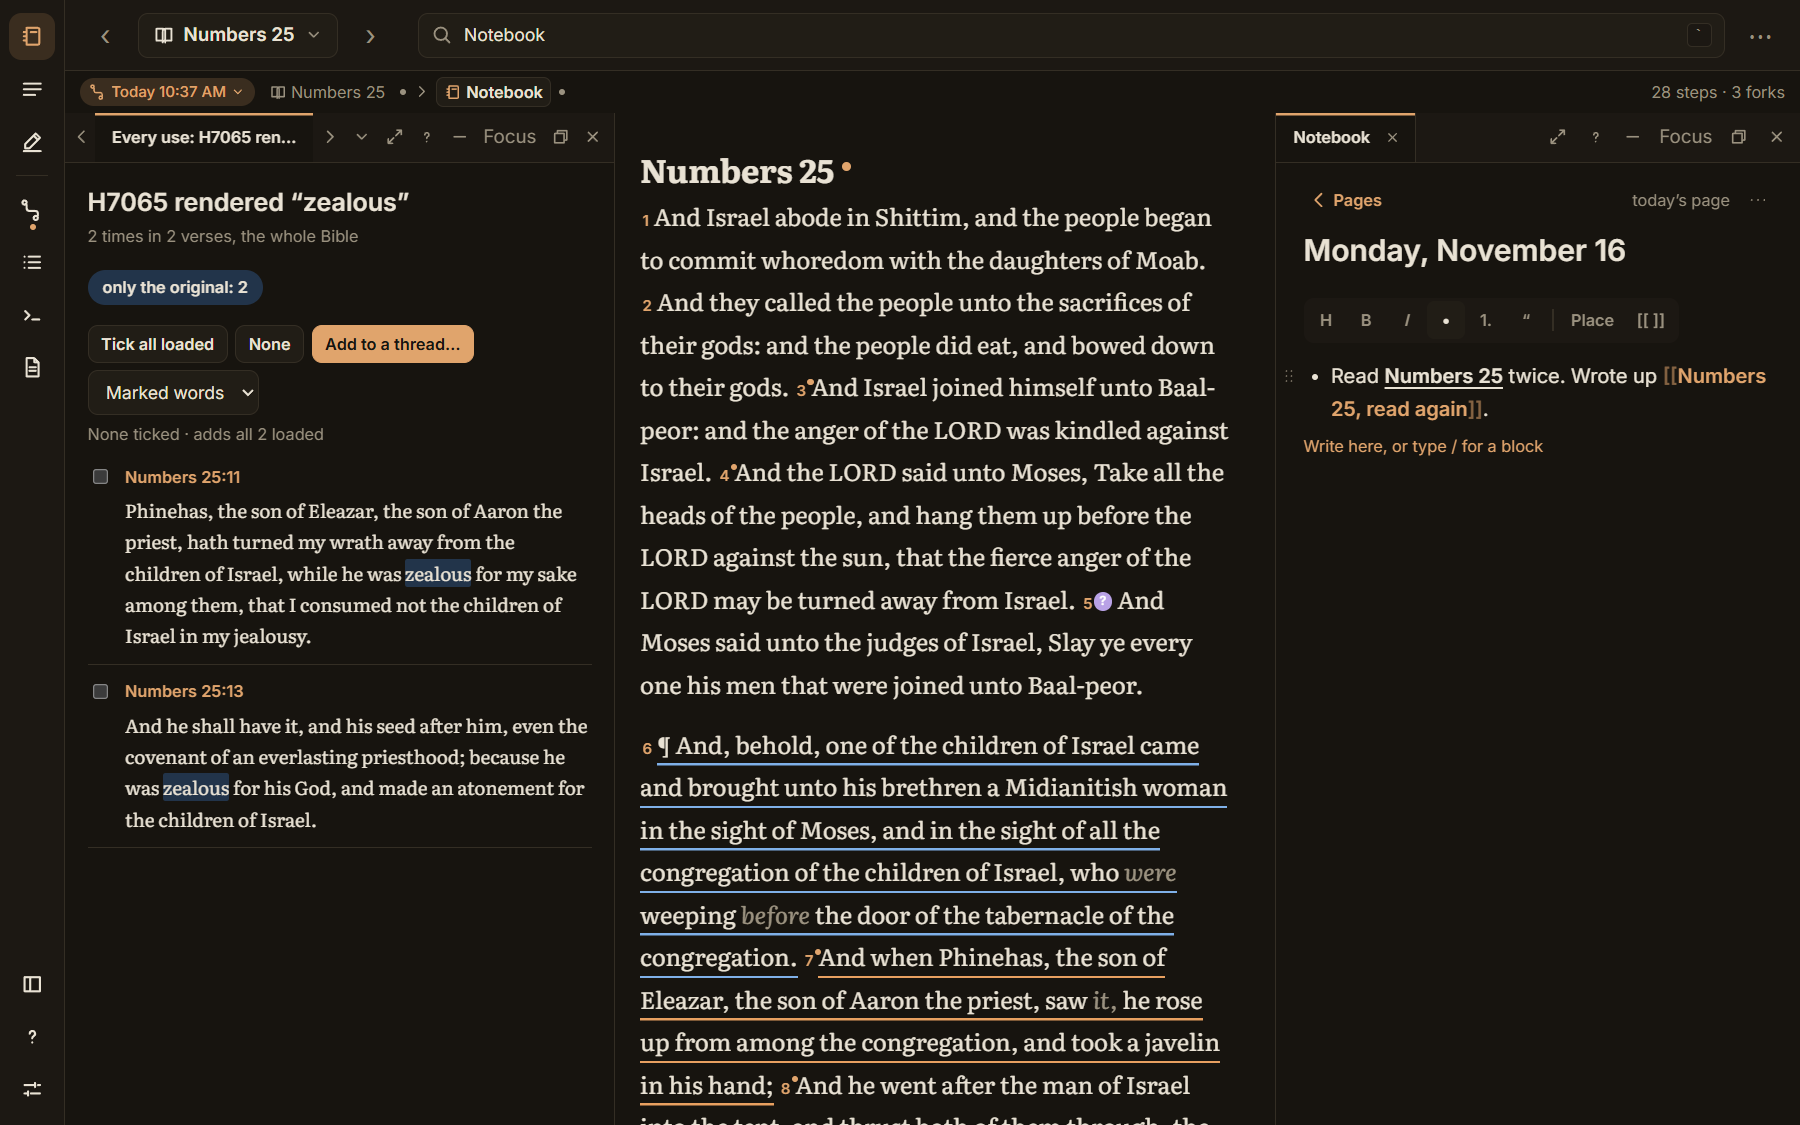 Numbers 25
Notebook
`
Today 10:37 AM
Numbers 25
Notebook
28 steps · 3 forks
Every use: H7065 ren...
?
Focus
H7065 rendered “zealous”
2 times in 2 verses, the whole Bible
only the original: 2
Tick all loaded
None
Add to a thread...
Marked words
None ticked · adds all 2 loaded
Numbers 25:11
Phinehas, the son of Eleazar, the son of Aaron the
priest, hath turned my wrath away from the
children of Israel, while he was zealous for my sake
among them, that I consumed not the children of
Israel in my jealousy.
Numbers 25:13
And he shall have it, and his seed after him, even the
covenant of an everlasting priesthood; because he
was zealous for his God, and made an atonement for
the children of Israel.
?
Numbers 25
1 And Israel abode in Shittim, and the people began
to commit whoredom with the daughters of Moab.
2 And they called the people unto the sacrifices of
their gods: and the people did eat, and bowed down
to their gods. 3 And Israel joined himself unto Baal-
peor: and the anger of the LORD was kindled against
Israel. 4 And the LORD said unto Moses, Take all the
heads of the people, and hang them up before the
LORD against the sun, that the fierce anger of the
LORD may be turned away from Israel. 5 ? And
Moses said unto the judges of Israel, Slay ye every
one his men that were joined unto Baal-peor.
6 ¶ And, behold, one of the children of Israel came
and brought unto his brethren a Midianitish woman
in the sight of Moses, and in the sight of all the
congregation of the children of Israel, who were
weeping before the door of the tabernacle of the
congregation. 7 And when Phinehas, the son of
Eleazar, the son of Aaron the priest, saw it, he rose
up from among the congregation, and took a javelin
in his hand; 8 And he went after the man of Israel
into the tent, and thrust both of them through, the
Notebook
?
Focus
Pages
today’s page
Monday, November 16
H B I • 1. “ Place [[ ]]
• Read Numbers 25 twice. Wrote up [[Numbers
25, read again]].
Write here, or type / for a block